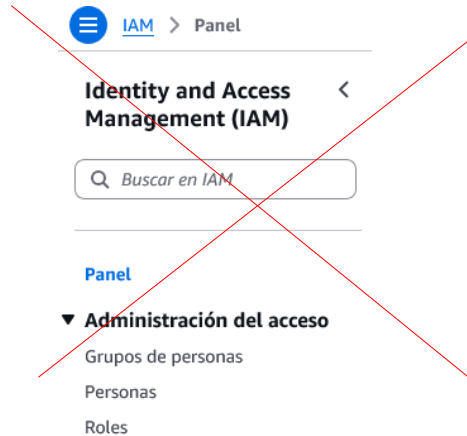 IAM > Panel
Identity and Access
Management (IAM)
Buscar en IAM
Panel
Administración del acceso
Grupos de personas
Personas
Roles